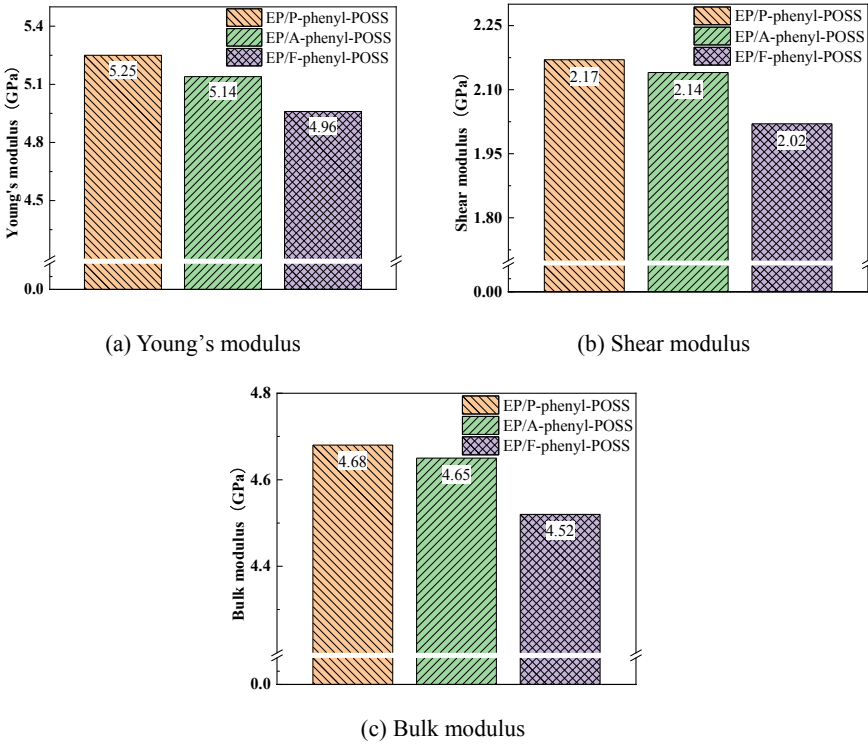 5.4
5.1
4.8
4.5
0.0
Young's modulus（GPa）
EP/P-phenyl-POSS
EP/A-phenyl-POSS
EP/F-phenyl-POSS
5.25
5.14
4.96
(a) Young’s modulus
2.25
2.10
1.95
1.80
0.00
Shear modulus（GPa）
EP/P-phenyl-POSS
EP/A-phenyl-POSS
EP/F-phenyl-POSS
2.17
2.14
2.02
(b) Shear modulus
4.8
4.6
4.4
0.0
Bulk modulus（GPa）
EP/P-phenyl-POSS
EP/A-phenyl-POSS
EP/F-phenyl-POSS
4.68
4.65
4.52
(c) Bulk modulus